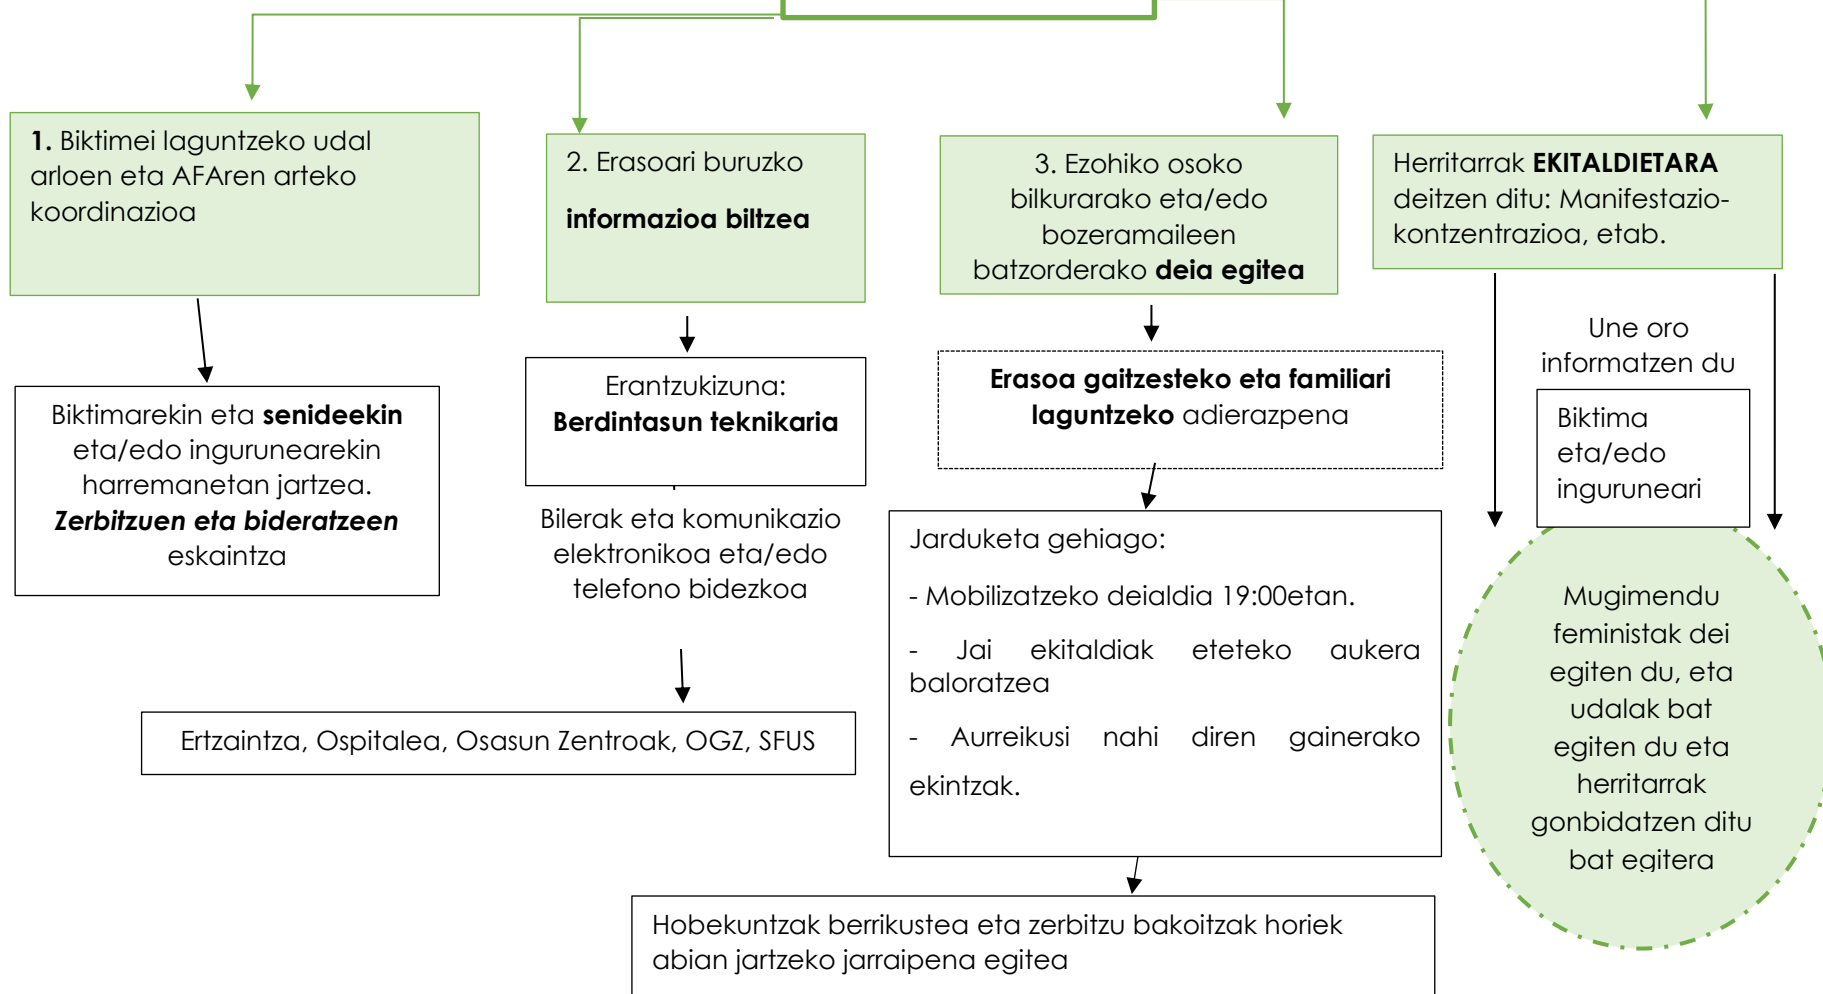 1. Biktimei laguntzeko udal
arloen eta AFAren arteko
koordinazioa
Biktimarekin eta senideekin
eta/edo ingurunearekin
harremanetan jartzea.
Zerbitzuen eta bideratzeen
eskaintza
2. Erasoari buruzko
informazioa biltzea
Erantzukizuna:
Berdintasun teknikaria
Bilerak eta komunikazio
elektronikoa eta/edo
telefono bidezkoa
Ertzaintza, Ospitalea, Osasun Zentroak, OGZ, SFUS
3. Ezohiko osoko
bilkurarako eta/edo
bozeramaileen
batzorderako deia egitea
Erasoa gaitzesteko eta familiari
laguntzeko adierazpena
Jarduketa gehiago:
- Mobilizatzeko deialdia 19:00etan.
- Jai ekitaldiak eteteko aukera
baloratzea
- Aurreikusi nahi diren gainerako
ekintzak.
Hobekuntzak berrikustea eta zerbitzu bakoitzak horiek
abian jartzeko jarraipena egitea
Herritarrak EKITALDIETARA
deitzen ditu: Manifestazio-
kontzentrazioa, etab.
Une oro
informatzen du
Biktima
eta/edo
inguruneari
Mugimendu
feministak dei
egiten du, eta
udalak bat
egiten du eta
herritarrak
gonbidatzen ditu
bat egitera